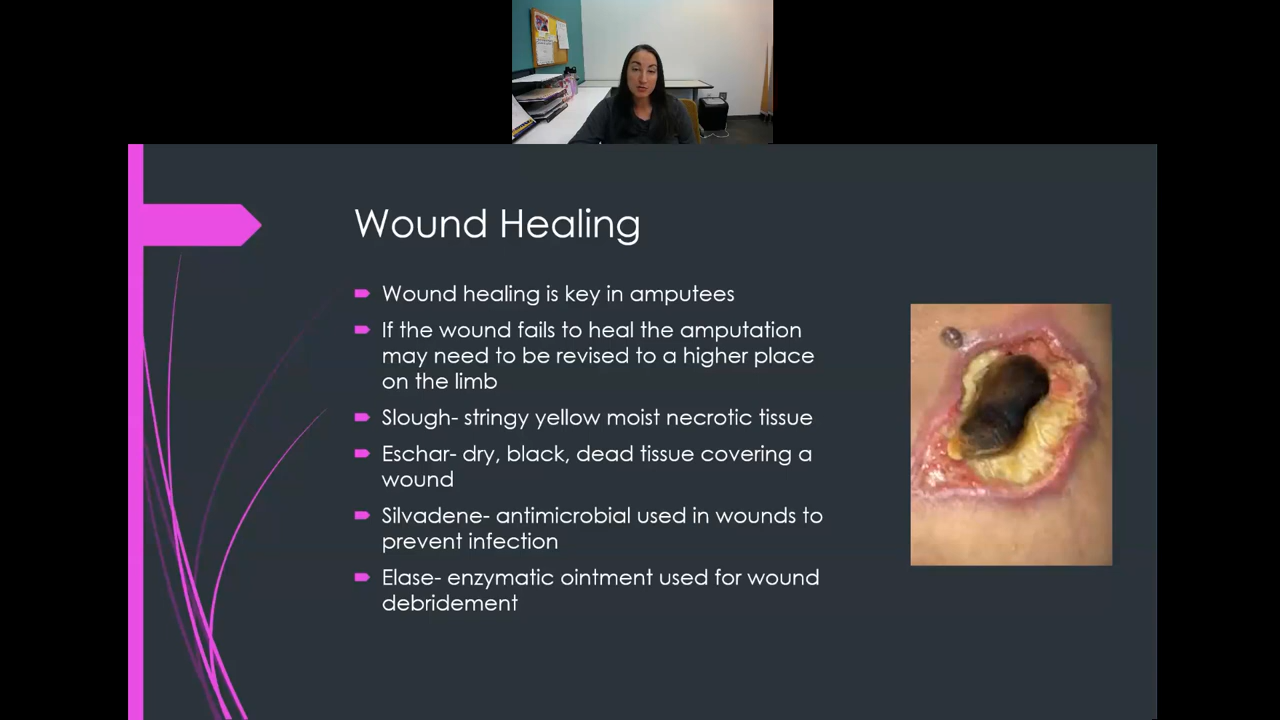 Wound Healing
Wound healing is key in amputees
If the wound fails to heal the amputation
may need to be revised to a higher place
on the limb
Slough- stringy yellow moist necrotic tissue
Eschar- dry, black, dead tissue covering a
wound
Silvadene- antimicrobial used in wounds to
prevent infection
Elase- enzymatic ointment used for wound
debridement